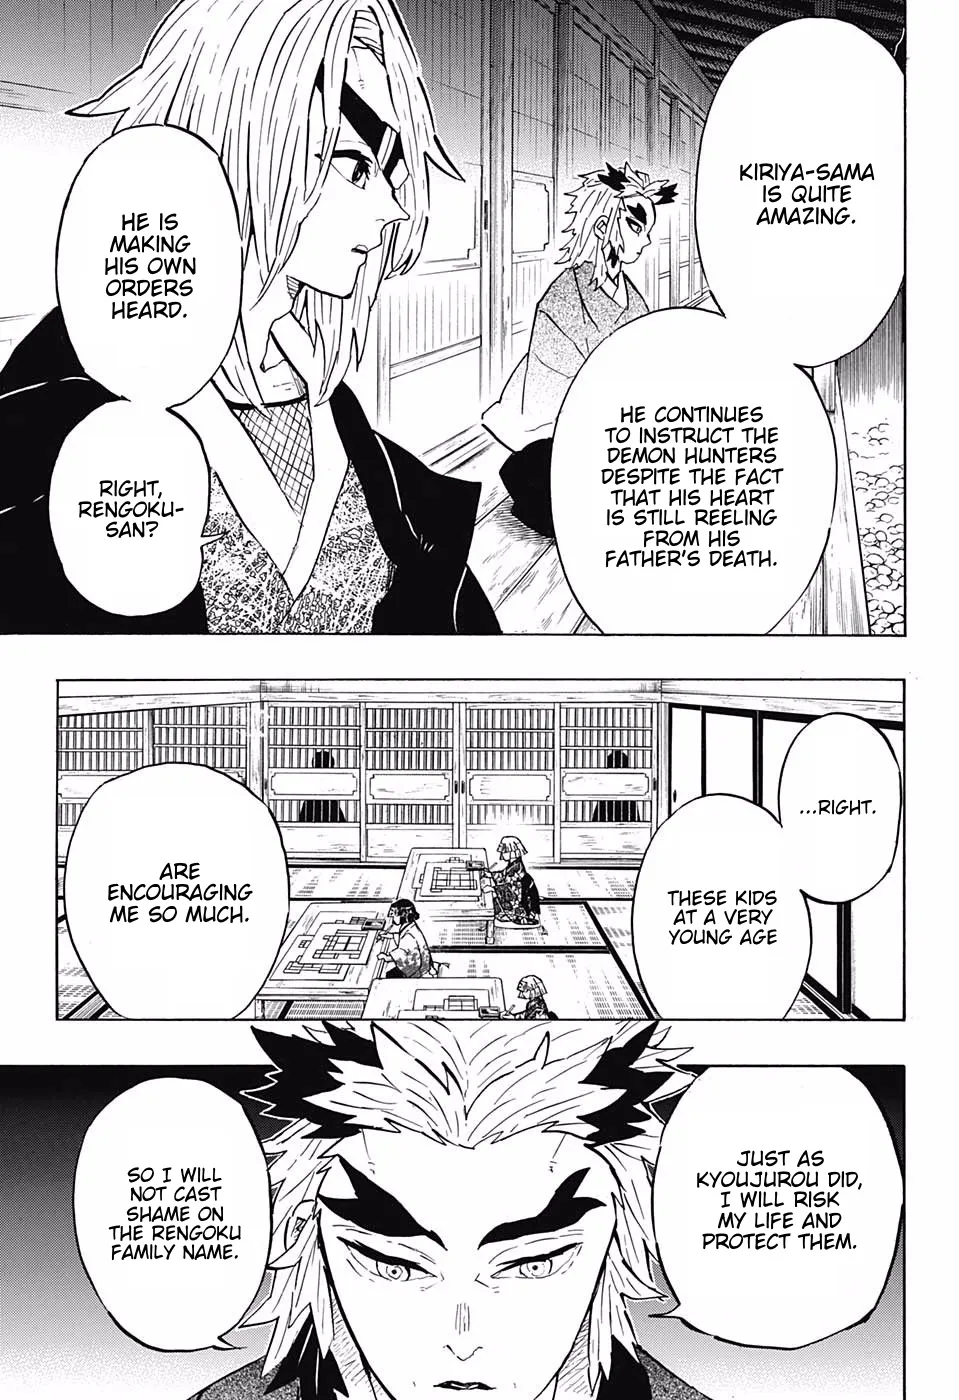 KIRIYA-SAMA
IS QUITE
AMAZING.
HE CONTINUES
TO INSTRUCT THE
DEMON HUNTERS
DESPITE THE FACT
THAT HIS HEART
IS STILL REELING
FROM HIS
FATHER'S DEATH.
HE IS
MAKING
HIS OWN
ORDERS
HEARD.
RIGHT,
RENGOKU-
SAN?
...RIGHT.
THESE KIDS
AT A VERY
YOUNG AGE
ARE
ENCOURAGING
ME SO MUCH.
JUST AS
KYOUJUROU DID,
I WILL RISK
MY LIFE AND
PROTECT THEM.
SO I WILL
NOT CAST
SHAME ON
THE RENGOKU
FAMILY NAME.